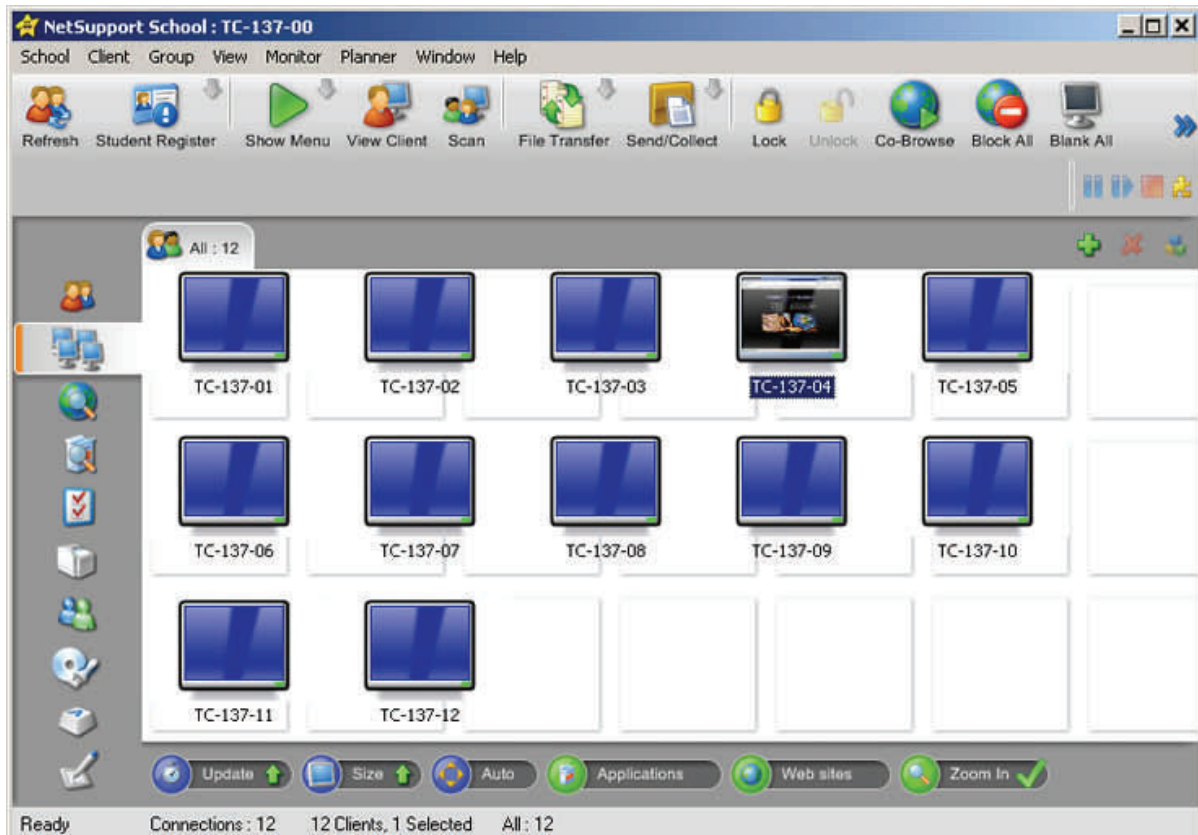 NetSupport School : TC-137-00
School Client Group View Monitor Planner Window Help
Refresh Student Register Show Menu View Client Scan File Transfer Send/Collect Lock Unlock Co-Browse Block All Blank All
All : 12
TC-137-01 TC-137-02 TC-137-03 TC-137-04 TC-137-05
TC-137-06 TC-137-07 TC-137-08 TC-137-09 TC-137-10
TC-137-11 TC-137-12
Update Size Auto Applications Web sites Zoom In
Ready Connections : 12 12 Clients, 1 Selected All : 12